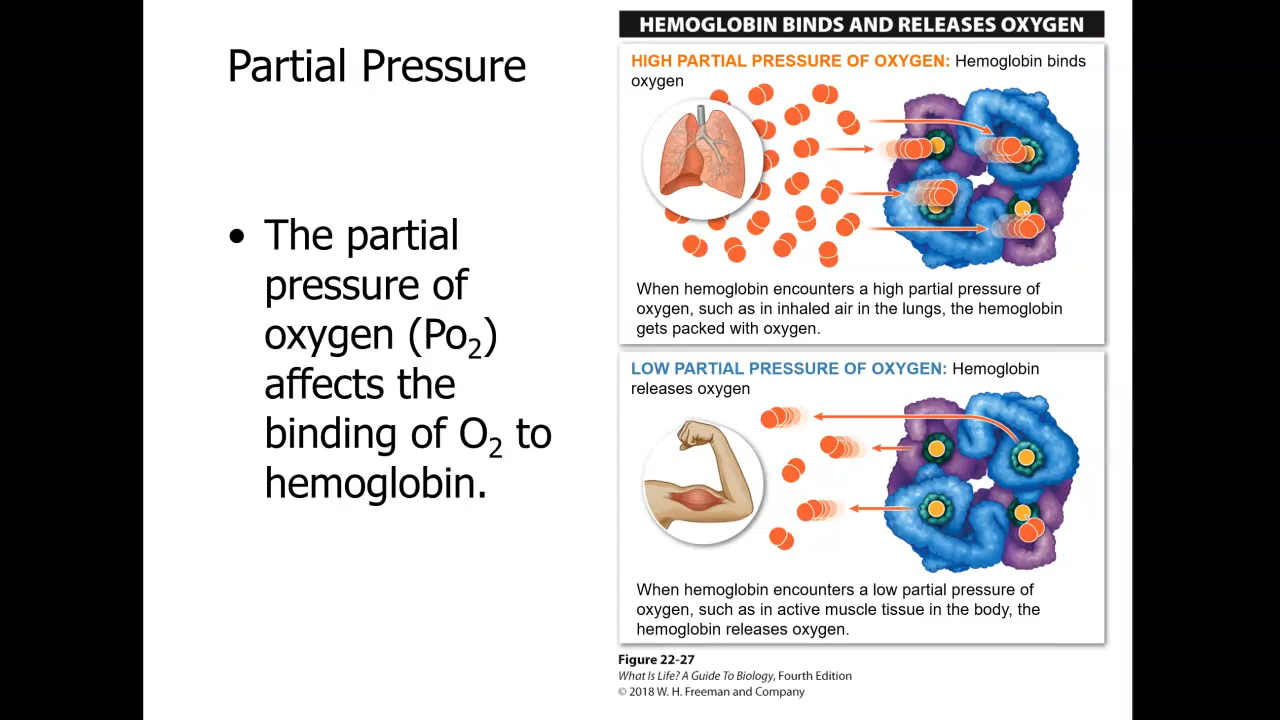 Partial Pressure
• The partial
pressure of
oxygen (Po₂)
affects the
binding of O₂ to
hemoglobin.
HEMOGLOBIN BINDS AND RELEASES OXYGEN
HIGH PARTIAL PRESSURE OF OXYGEN: Hemoglobin binds
oxygen
When hemoglobin encounters a high partial pressure of
oxygen, such as in inhaled air in the lungs, the hemoglobin
gets packed with oxygen.
LOW PARTIAL PRESSURE OF OXYGEN: Hemoglobin
releases oxygen
When hemoglobin encounters a low partial pressure of
oxygen, such as in active muscle tissue in the body, the
hemoglobin releases oxygen.
Figure 22-27
What Is Life? A Guide To Biology, Fourth Edition
© 2018 W. H. Freeman and Company